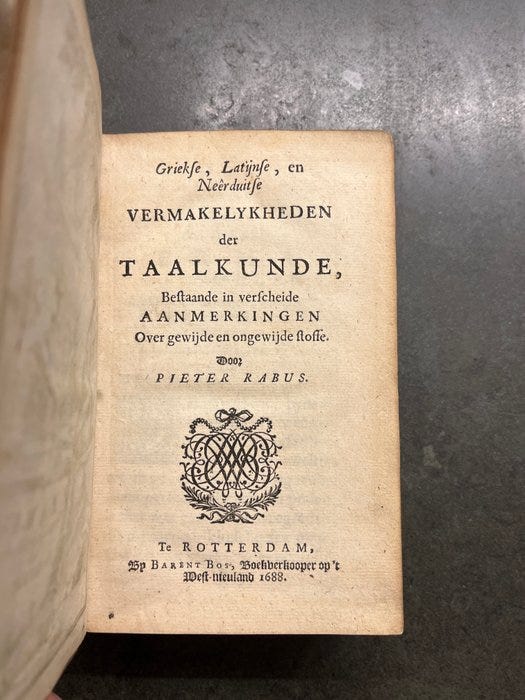 Griekſe, Latijnſe, en
Neêrduitſe
VERMAKELYKHEDEN
der
TAALKUNDE,
Beſtaande in verſcheide
AANMERKINGEN
Over gewijde en ongewijde ſtoffe.
Door
PIETER RABUS.
Te ROTTERDAM,
By BARENT BOS, Boekverkooper op 't
Weſt-nieuland 1688.